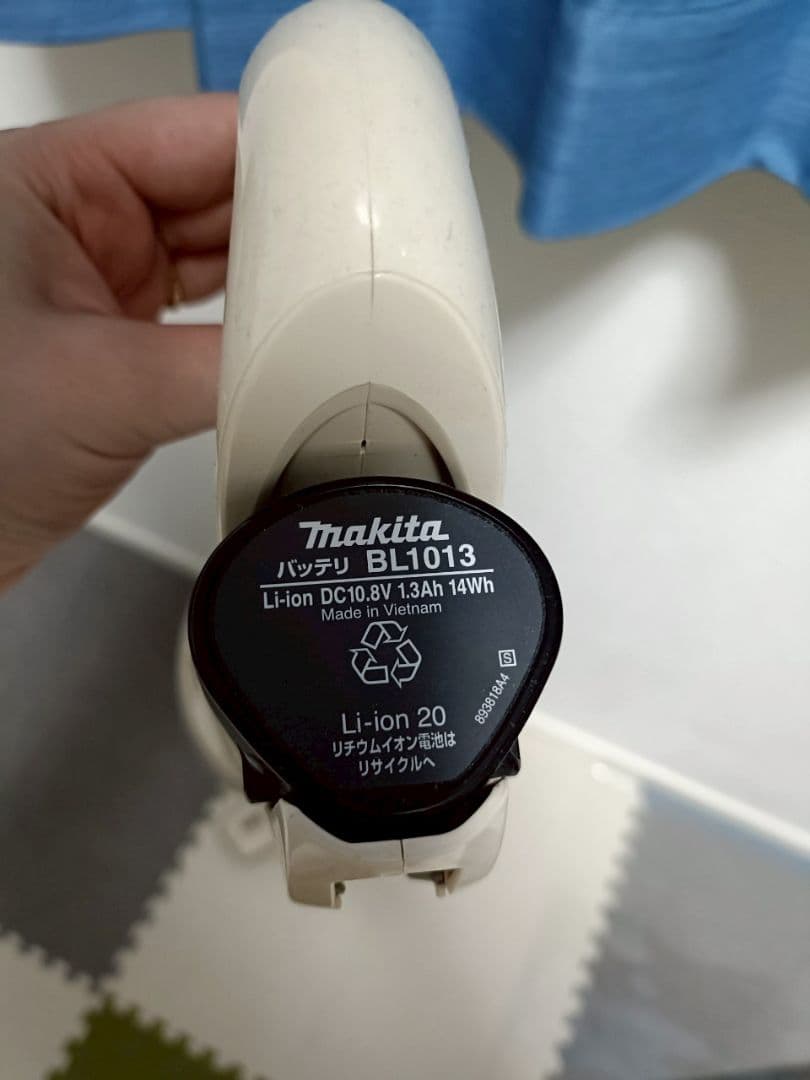 makita
バッテリ BL1013
Li-ion DC10.8V 1.3Ah 14Wh
Made in Vietnam
S
893818A4
Li-ion 20
リチウムイオン電池は
リサイクルへ